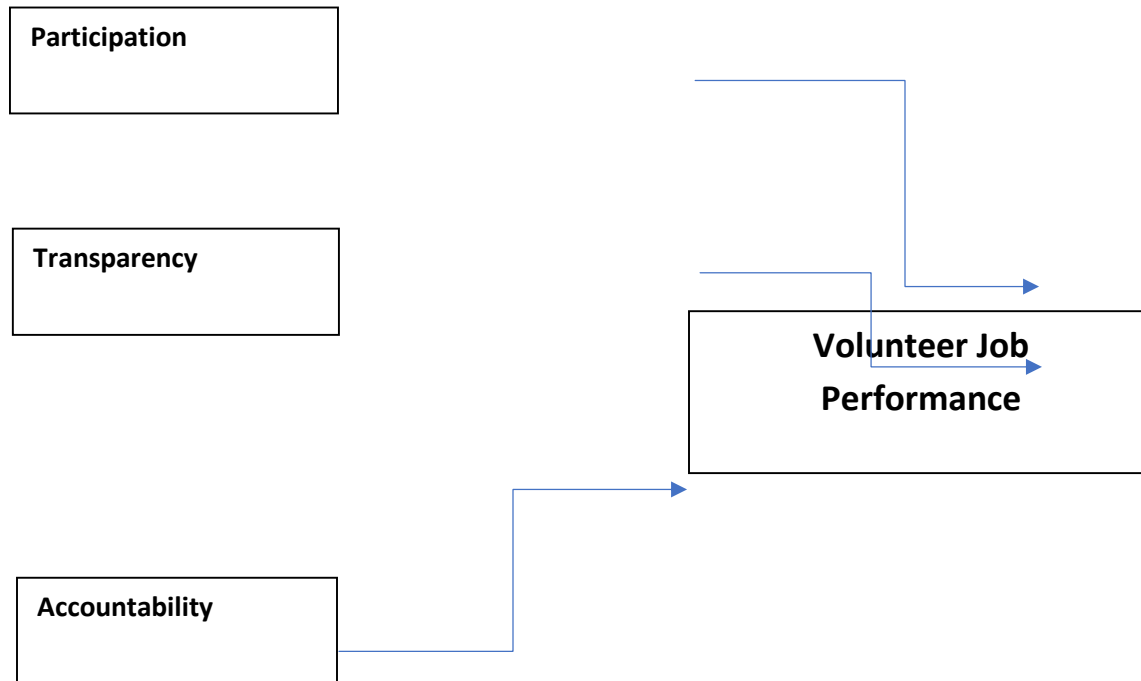 Participation
Transparency
Volunteer Job
Performance
Accountability